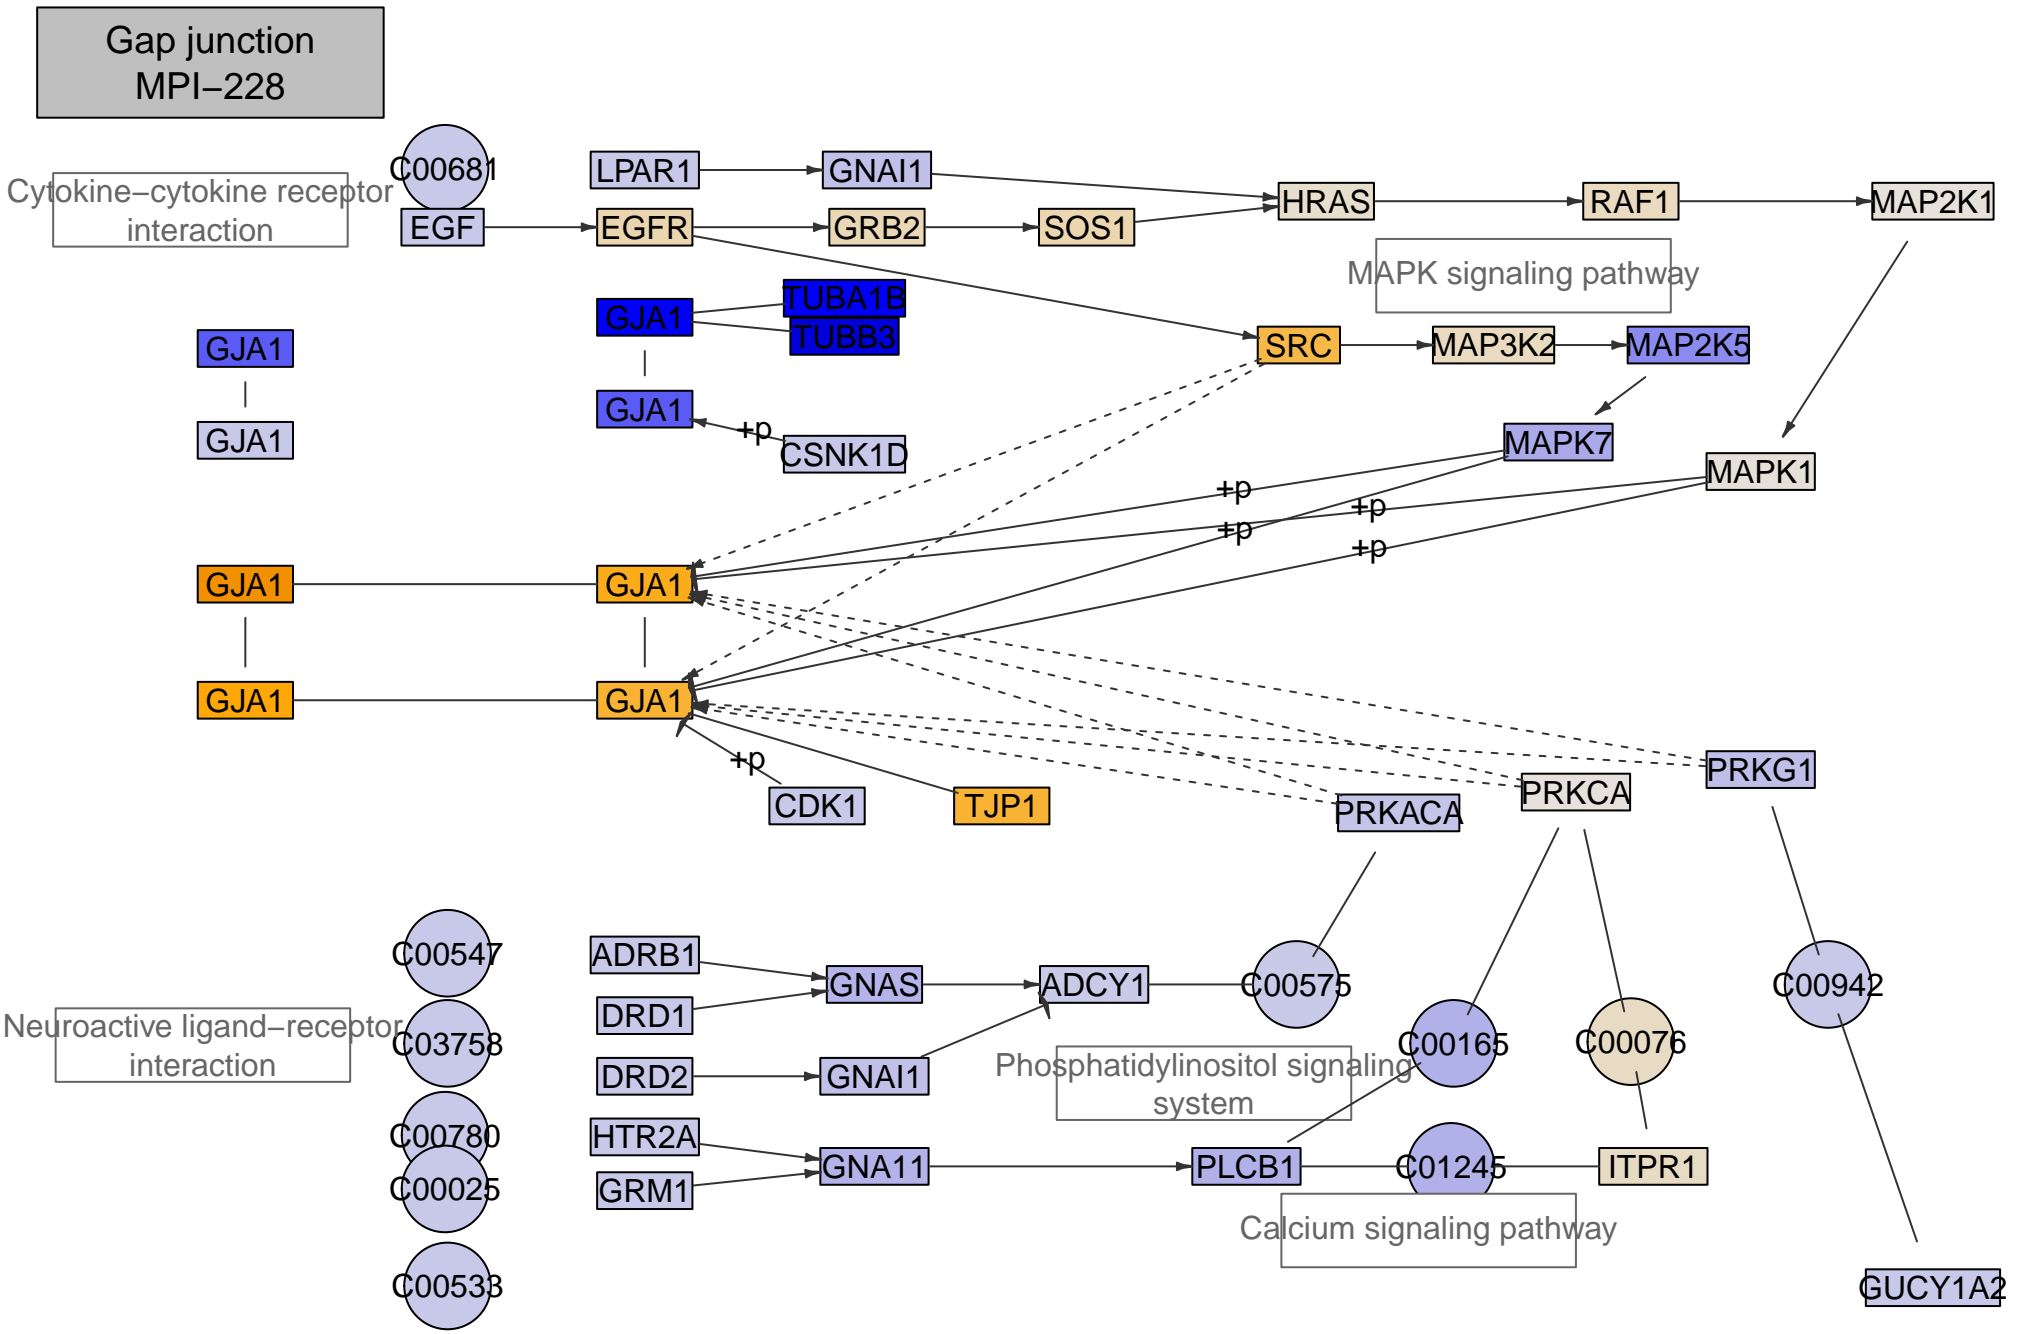 Gap junction
MPI−228
C00681
Cytokine−cytokine receptor
interaction
EGF
LPAR1
GNAI1
EGFR
GRB2
SOS1
HRAS
RAF1
MAP2K1
MAPK signaling pathway
GJA1
TUBA1B
TUBB3
GJA1
SRC
MAP3K2
MAP2K5
GJA1
GJA1
+p
CSNK1D
MAPK7
MAPK1
+p
+p
+p
+p
GJA1
GJA1
GJA1
GJA1
+p
CDK1
TJP1
PRKACA
PRKCA
PRKG1
C00547
ADRB1
GNAS
ADCY1
C00575
C00942
DRD1
Neuroactive ligand−receptor
interaction
C03758
C00165
C00076
DRD2
GNAI1
Phosphatidylinositol signaling
system
C00780
HTR2A
GNA11
PLCB1
C01245
ITPR1
C00025
GRM1
Calcium signaling pathway
C00533
GUCY1A2